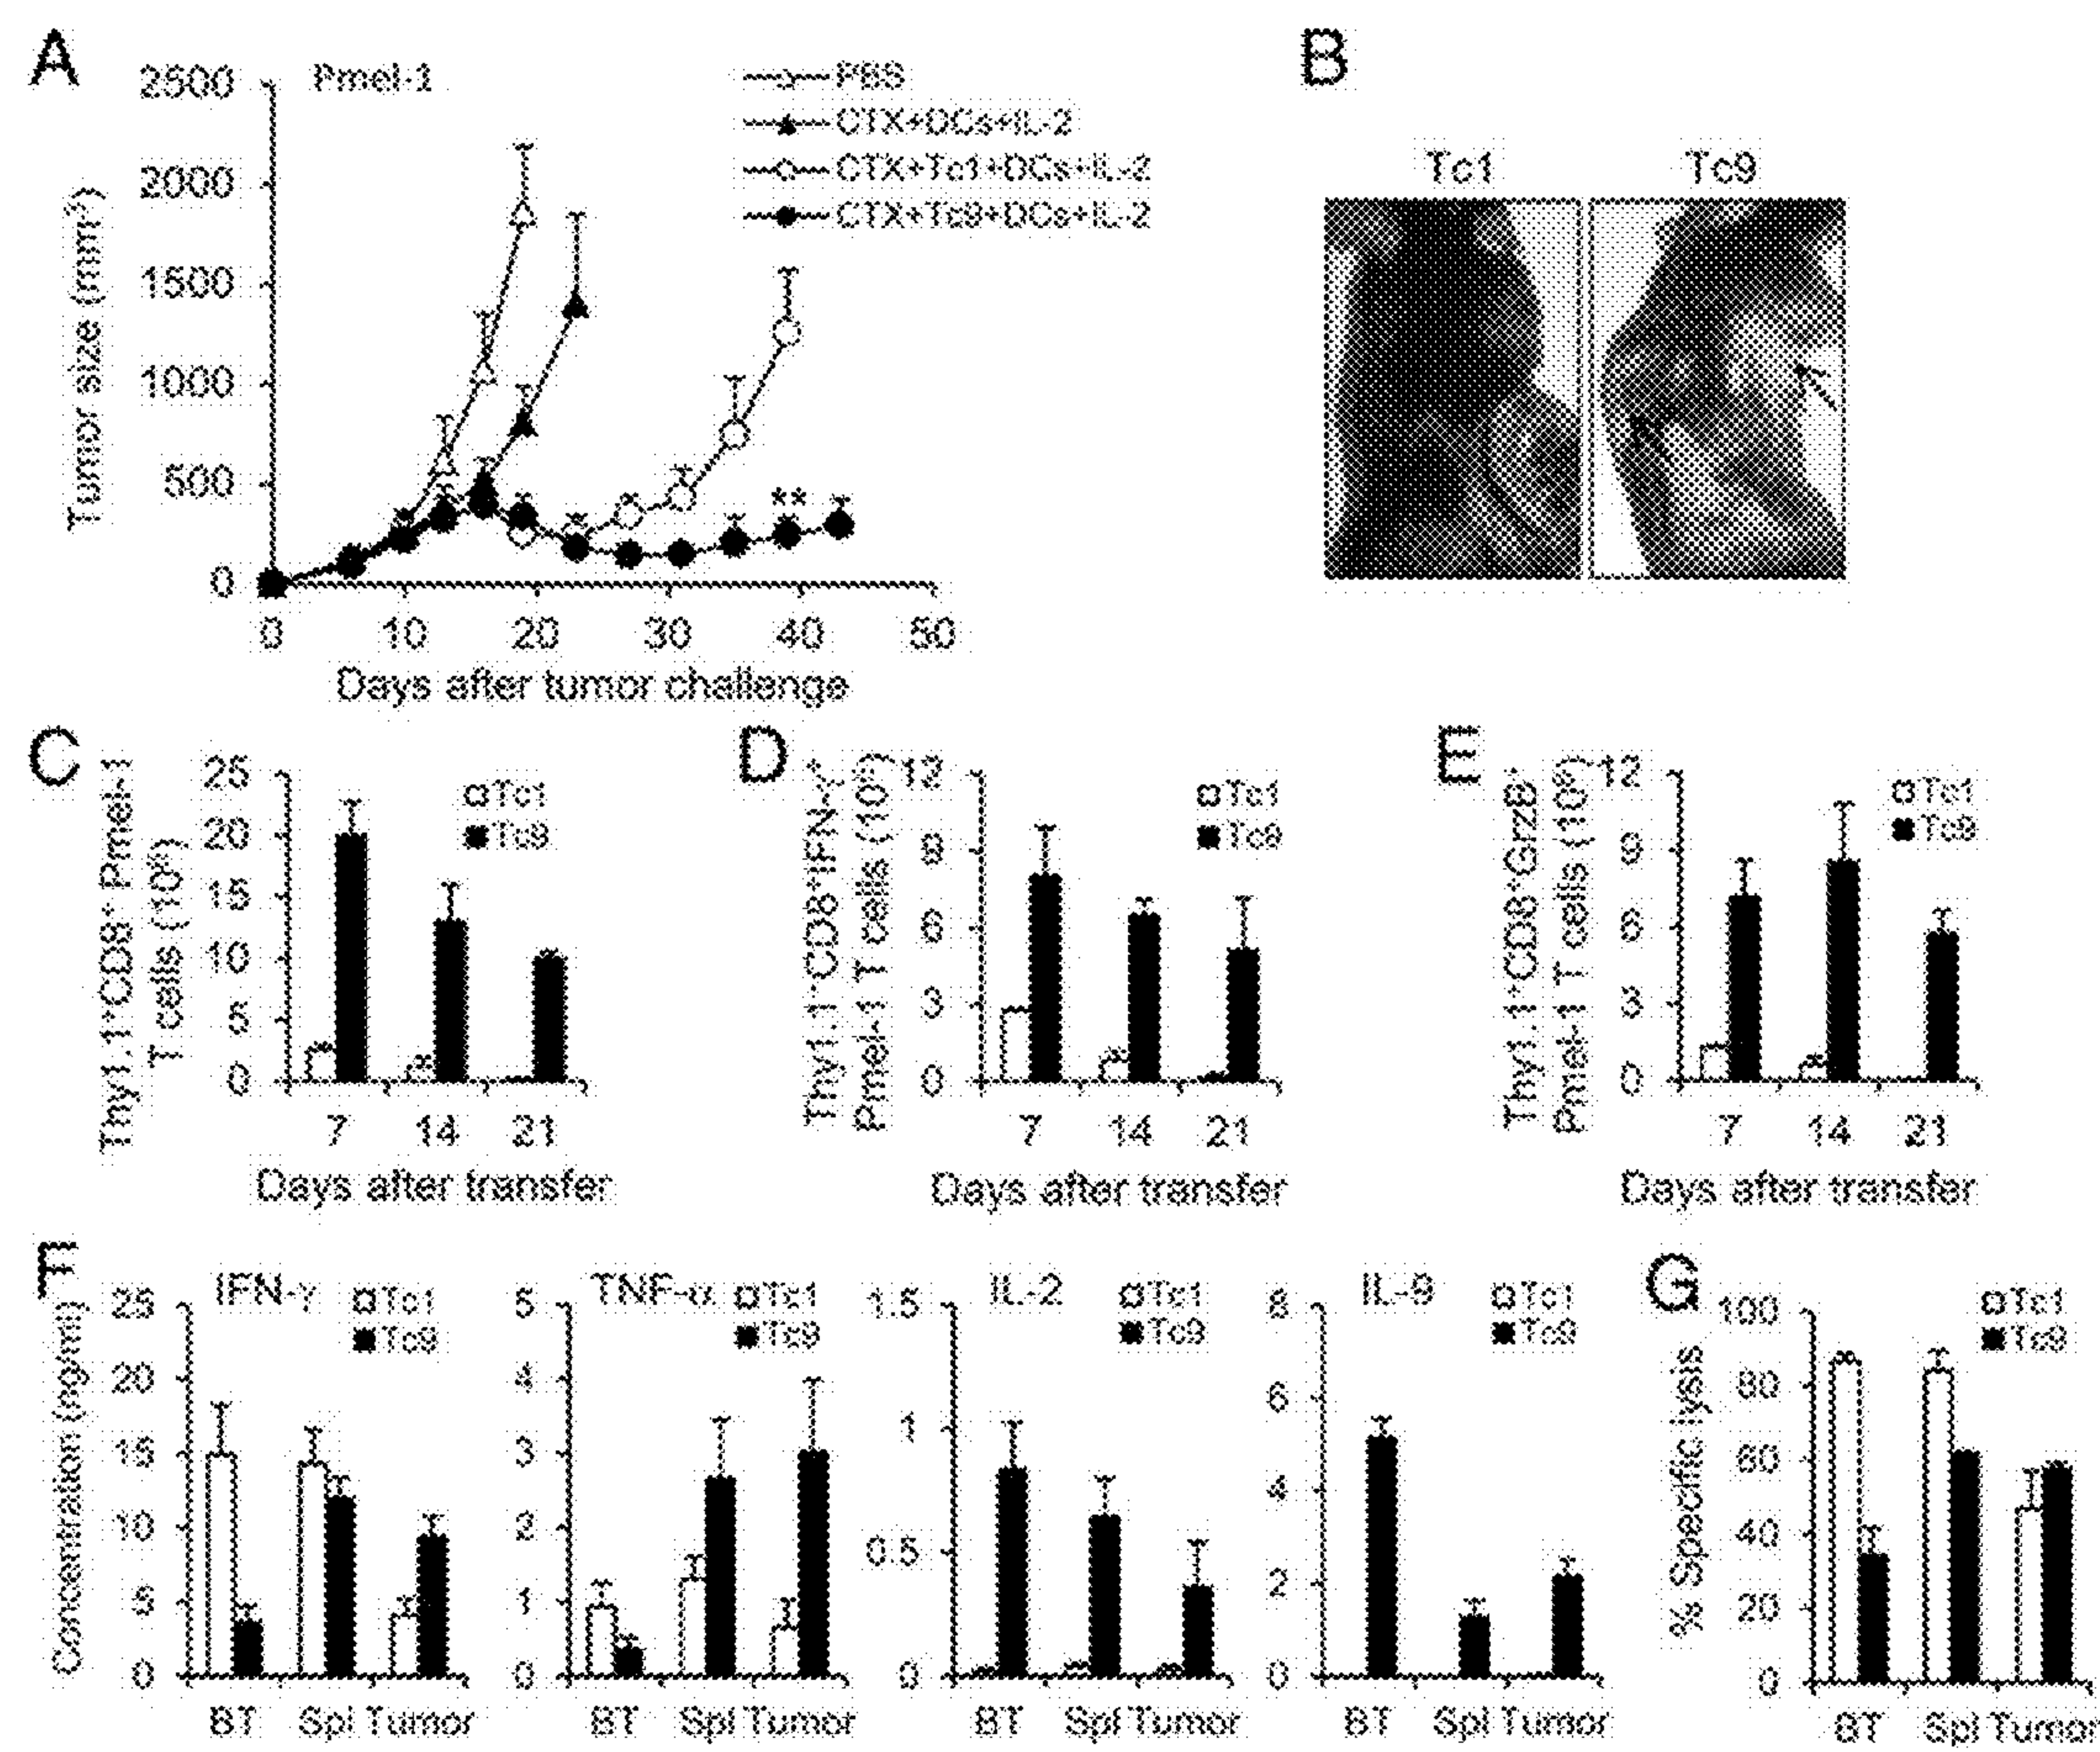 A
Pmel-1
2500
2000
1500
1000
500
0
Tumor size (mm³)
0 10 20 30 40 50
Days after tumor challenge
PBS
CTX+DCs+IL-2
CTX+Tc1+DCs+IL-2
CTX+Tc9+DCs+IL-2
**
B
Tc1 Tc9
C
Thy1.1⁺CD8⁺ Pmel-1
T cells (10⁶)
25
20
15
10
5
0
Tc1
Tc9
7 14 21
Days after transfer
D
Thy1.1⁺CD8⁺IFN-γ⁺
Pmel-1 T cells (10⁶)
12
9
6
3
0
Tc1
Tc9
7 14 21
Days after transfer
E
Thy1.1⁺CD8⁺GrzB⁺
Pmel-1 T cells (10⁶)
12
9
6
3
0
Tc1
Tc9
7 14 21
Days after transfer
F
Concentration (ng/ml)
IFN-γ
Tc1
Tc9
25
20
15
10
5
0
BT Spl Tumor
TNF-α
Tc1
Tc9
5
4
3
2
1
0
BT Spl Tumor
IL-2
Tc1
Tc9
1.5
1
0.5
0
BT Spl Tumor
IL-9
Tc1
Tc9
8
6
4
2
0
BT Spl Tumor
G
% Specific lysis
100
80
60
40
20
0
Tc1
Tc9
BT Spl Tumor